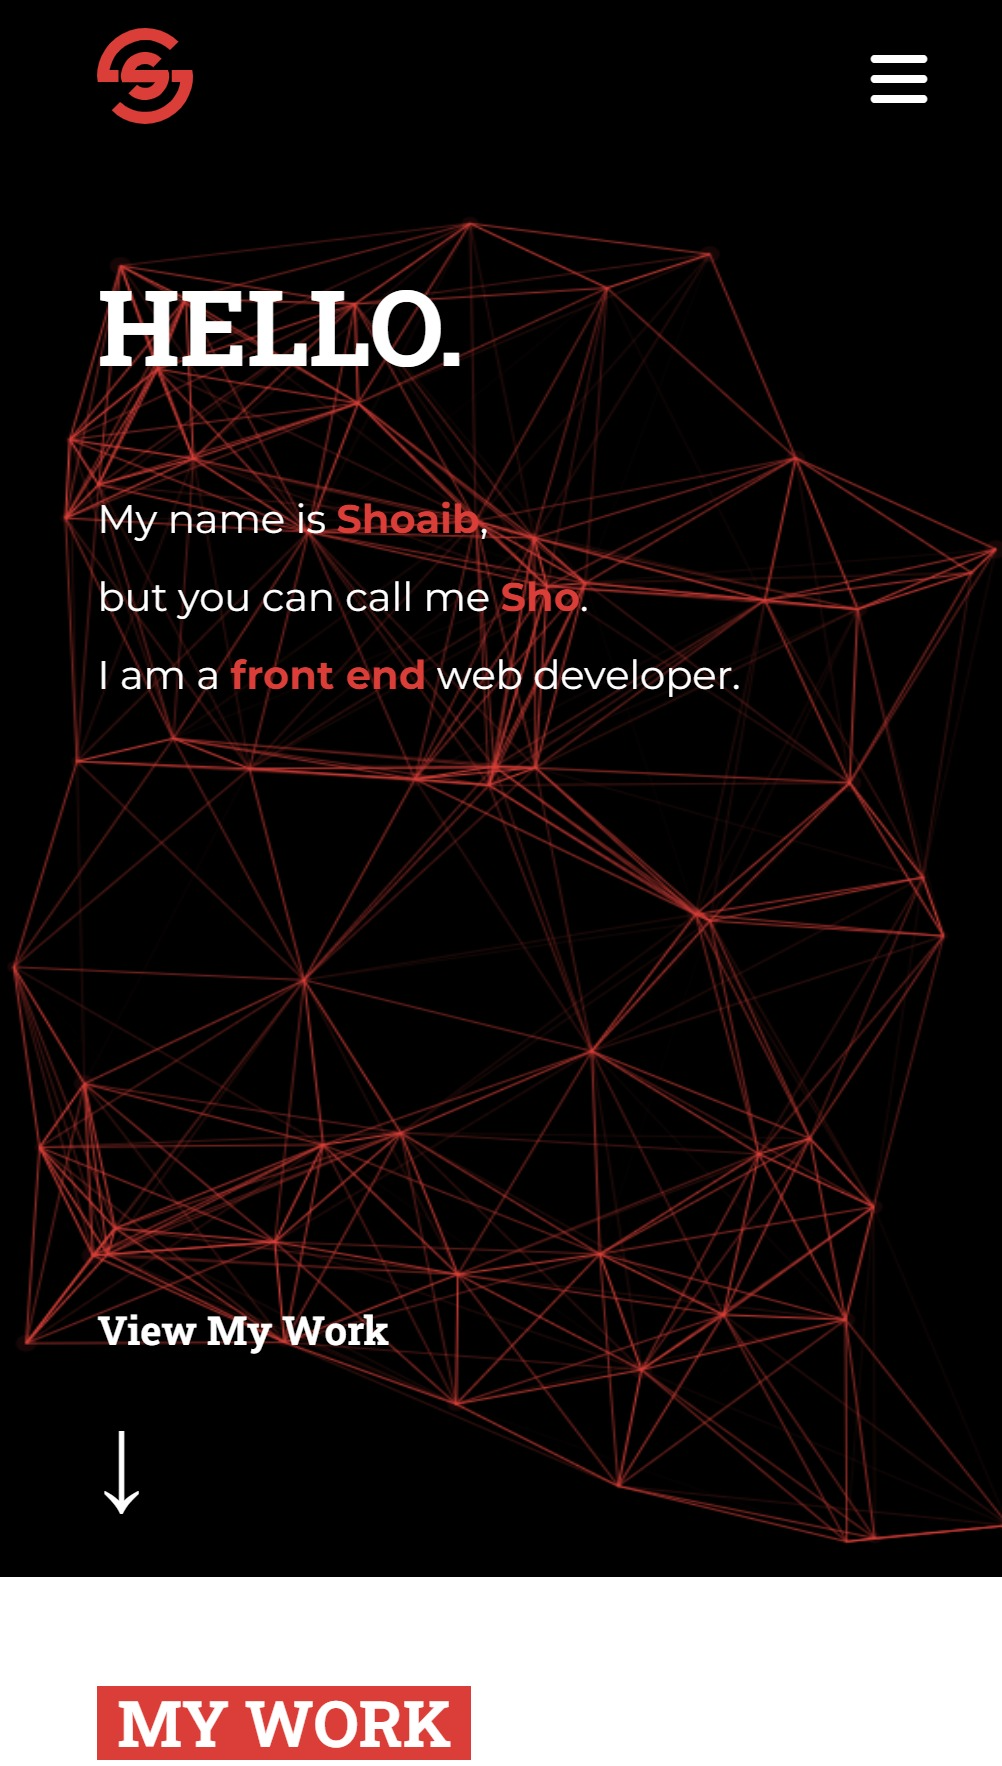 HELLO.
My name is Shoaib,
but you can call me Sho.
I am a front end web developer.
View My Work
MY WORK